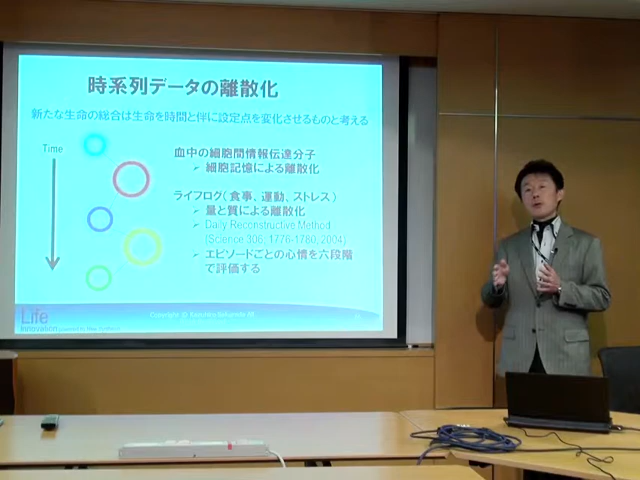 時系列データの離散化
新たな生命の総合は生命を時間と伴に設定点を変化させるものと考える
Time
血中の細胞間情報伝達分子
➢ 細胞記憶による離散化
ライフログ(食事、運動、ストレス)
➢ 量と質による離散化
➢ Daily Reconstructive Method
(Science 306, 1776-1780, 2004)
➢ エピソードごとの心情を六段階
で評価する
Life
Innovation
Copyright